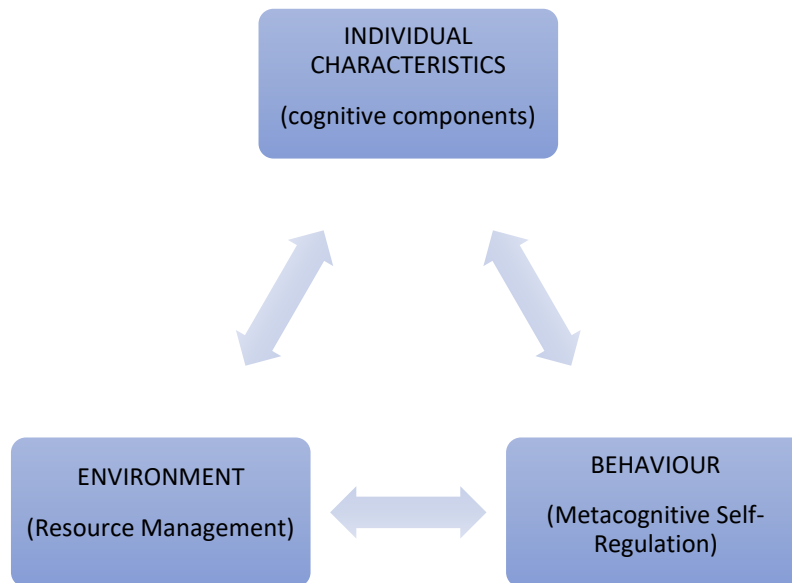 INDIVIDUAL
CHARACTERISTICS
(cognitive components)
ENVIRONMENT
(Resource Management)
BEHAVIOUR
(Metacognitive Self-
Regulation)